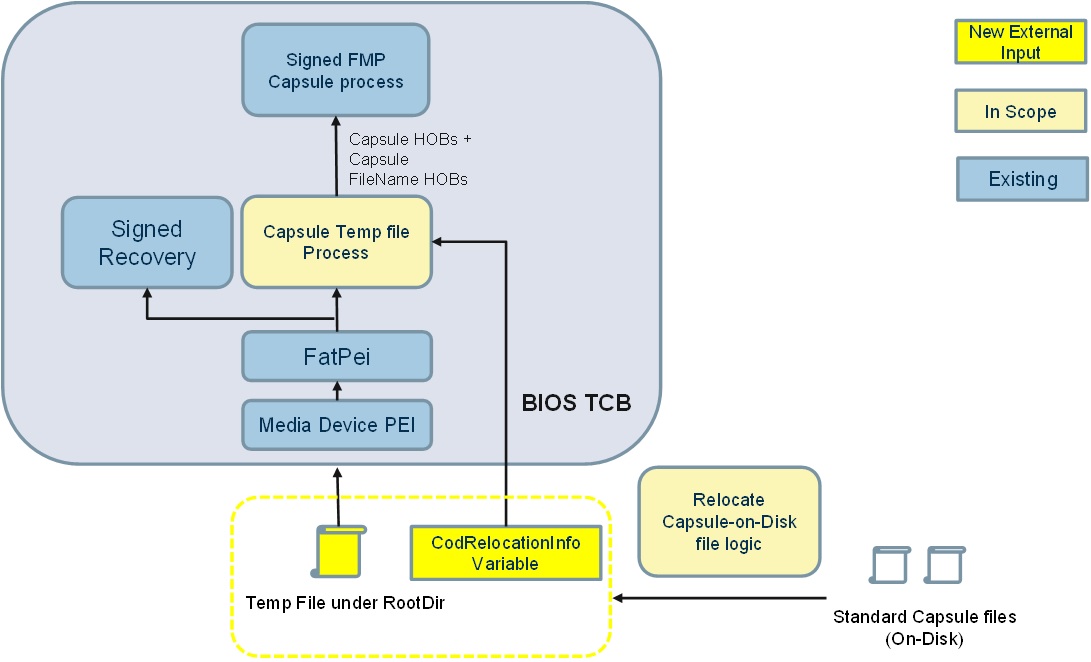 Signed FMP
Capsule process
New External
Input
In Scope
Existing
Capsule HOBs +
Capsule
FileName HOBs
Signed
Recovery
Capsule Temp file
Process
FatPei
Media Device PEI
BIOS TCB
Relocate
Capsule-on-Disk
file logic
CodRelocationInfo
Variable
Temp File under RootDir
Standard Capsule files
(On-Disk)